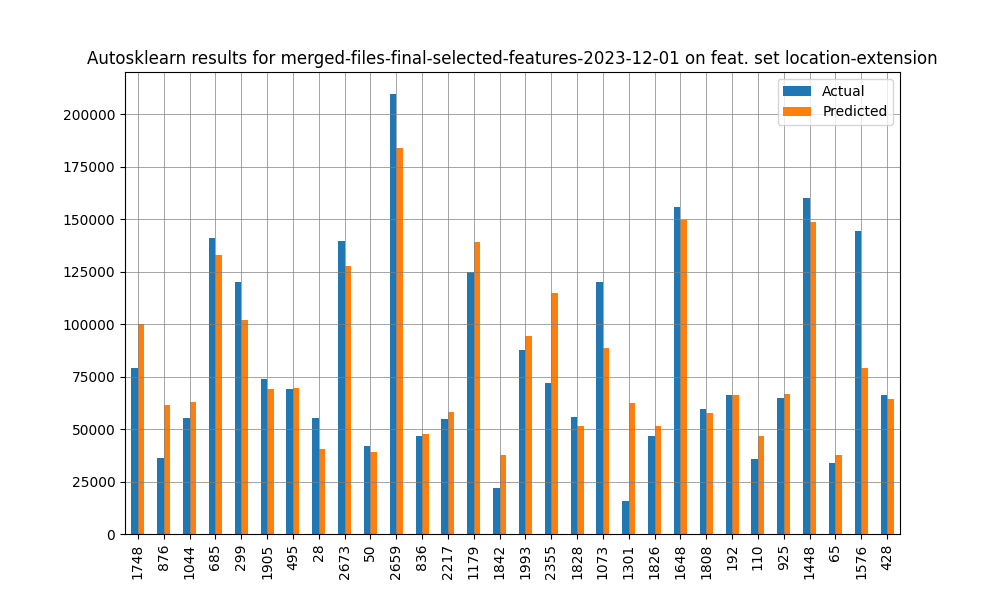 Autosklearn results for merged-files-final-selected-features-2023-12-01 on feat. set location-extension
Actual
Predicted
200000
175000
150000
125000
100000
75000
50000
25000
0
1748 876 1044 685 299 1905 495 28 2673 50 2659 836 2217 1179 1842 1993 2355 1828 1073 1301 1826 1648 1808 192 110 925 1448 65 1576 428